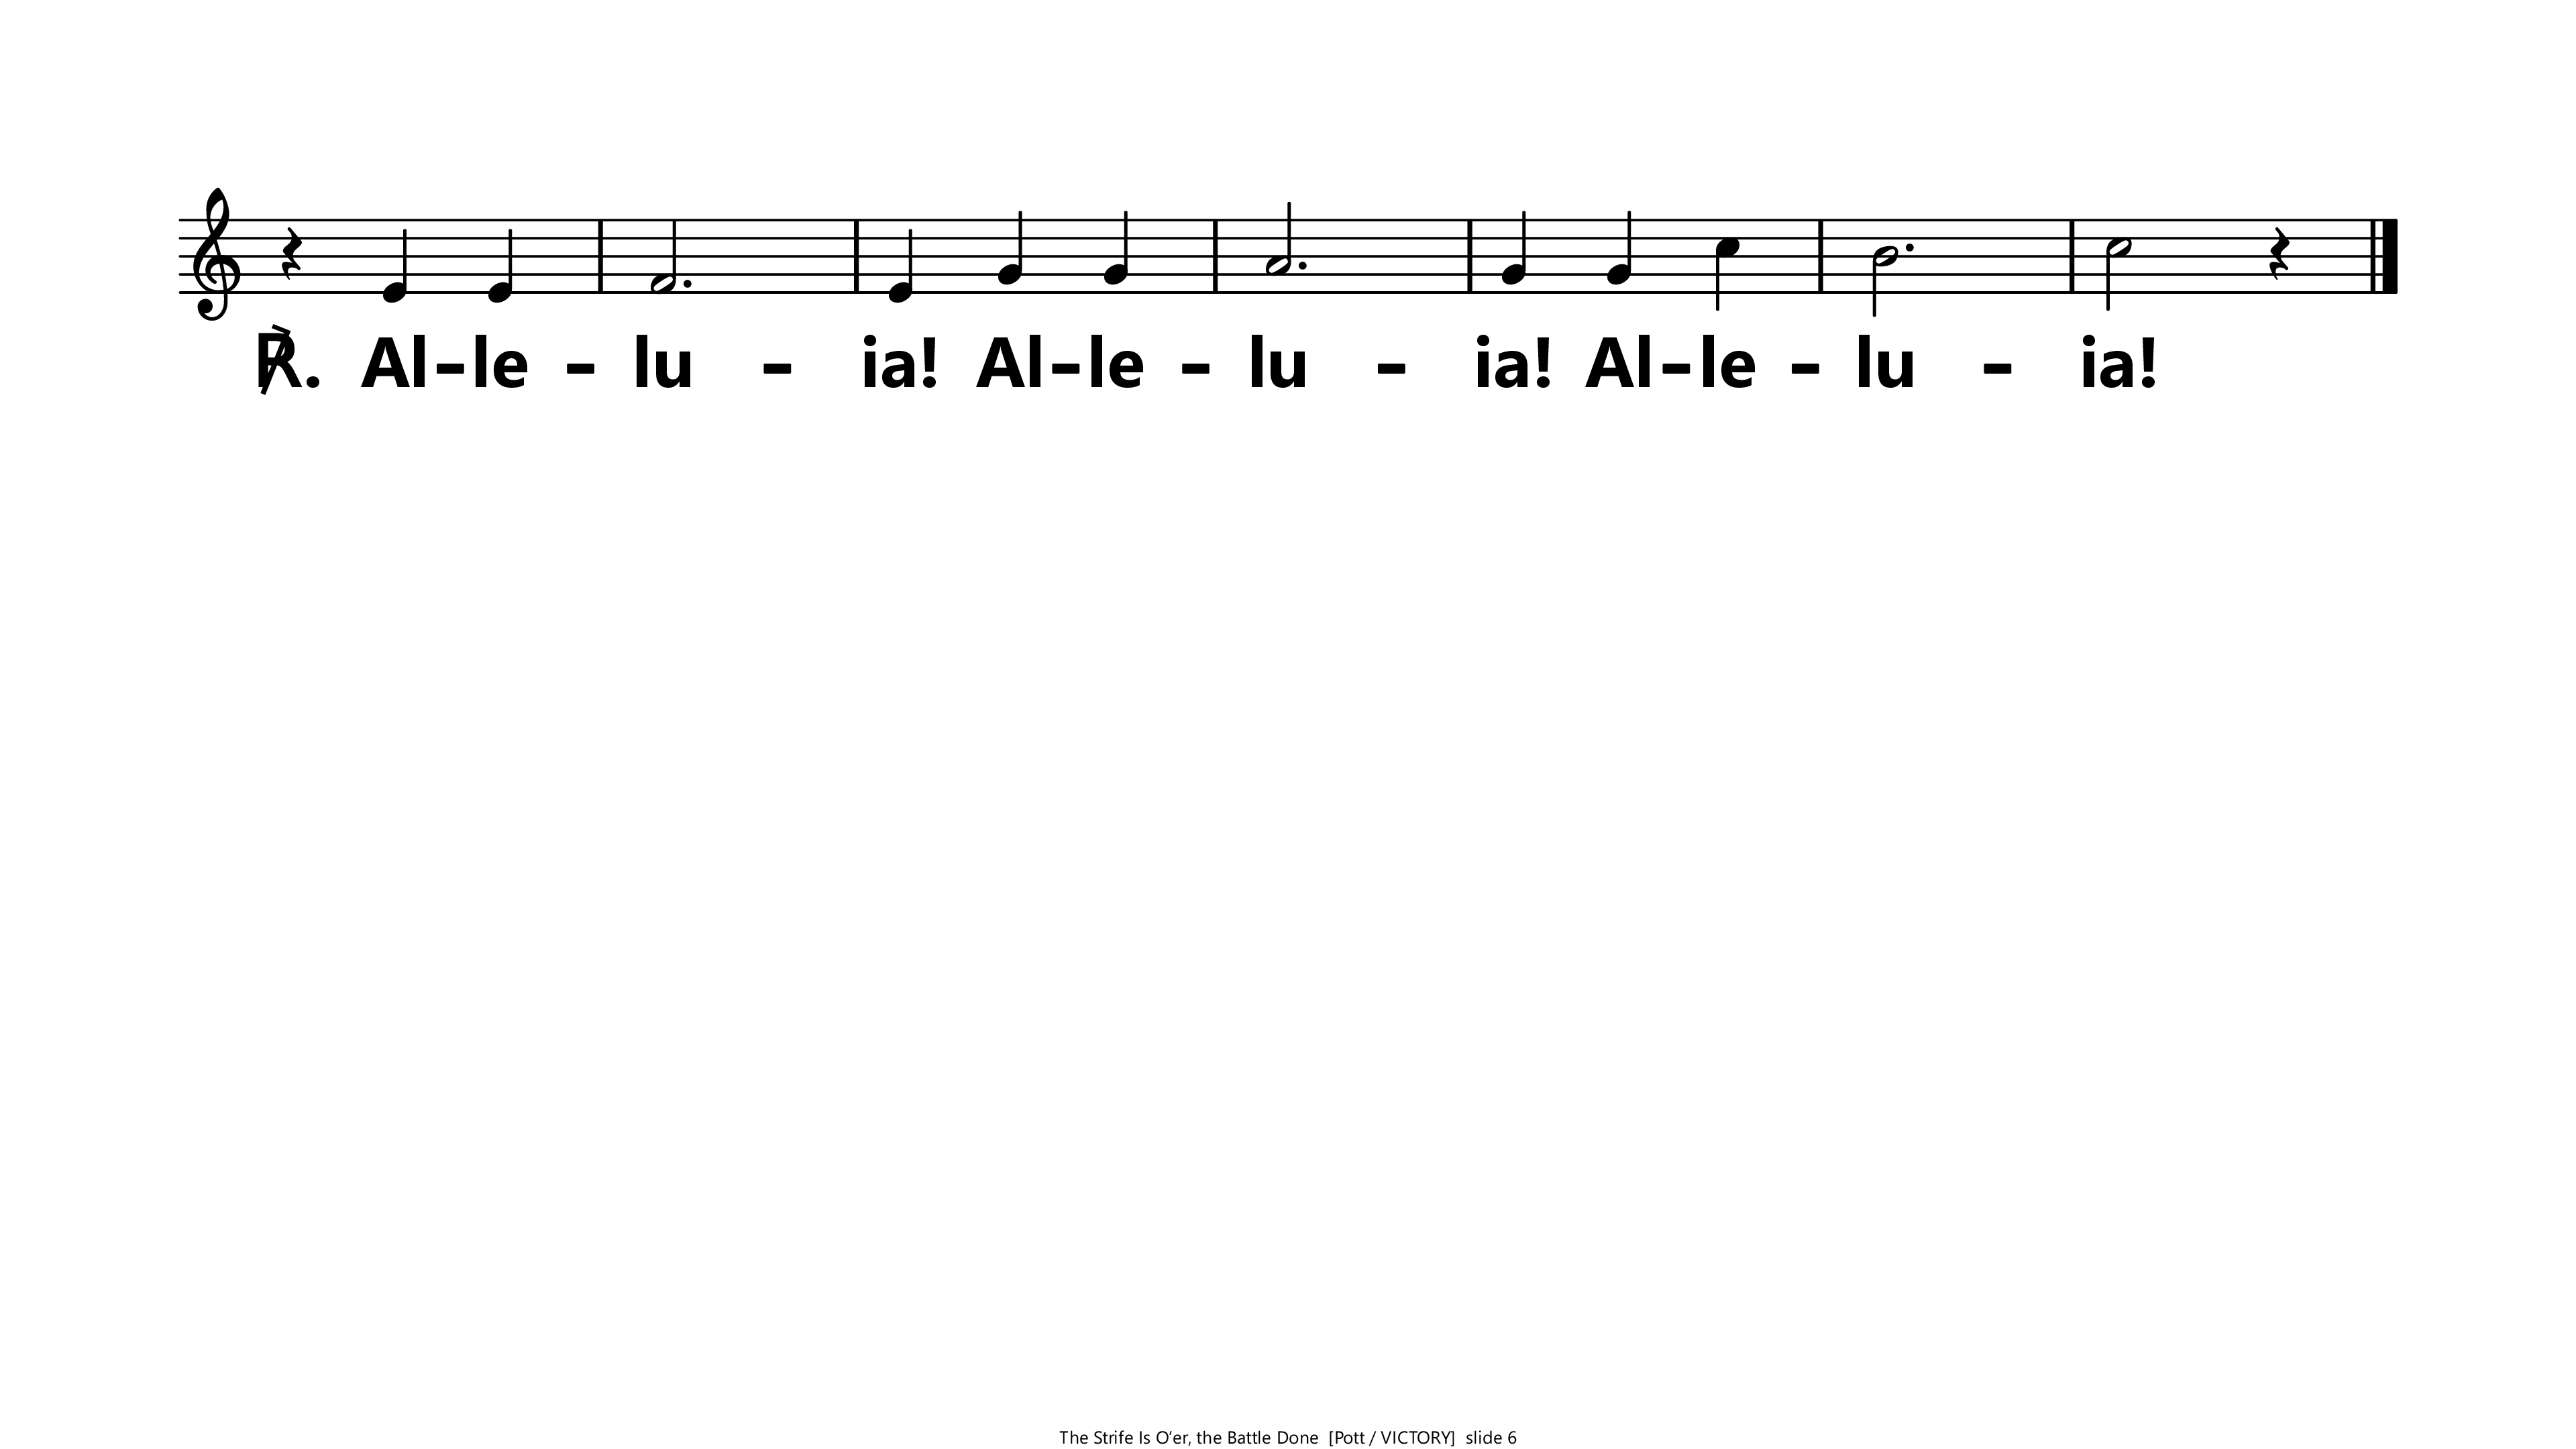 ℟. Al-le - lu - ia! Al-le - lu - ia! Al-le - lu - ia!
The Strife Is O’er, the Battle Done [Pott / VICTORY] slide 6